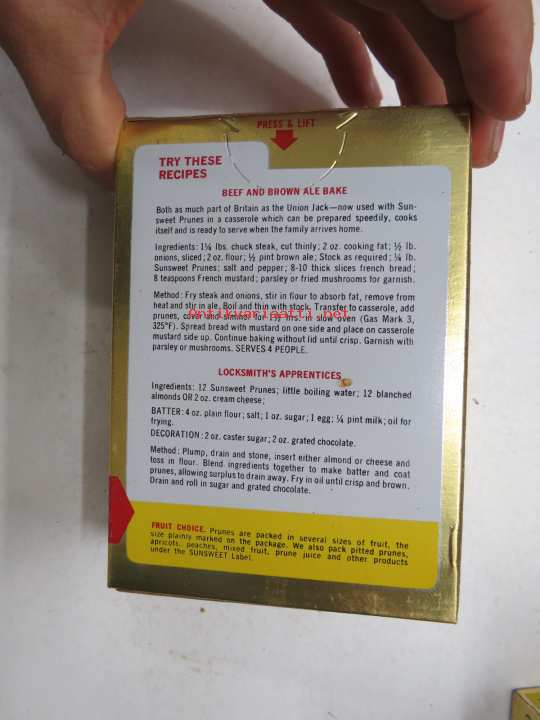 PRESS & LIFT
TRY THESE
RECIPES
BEEF AND BROWN ALE BAKE
Both as much part of Britain as the Union Jack—now used with Sun-
sweet Prunes in a casserole which can be prepared speedily, cooks
itself and is ready to serve when the family arrives home.
Ingredients: 1¼ lbs. chuck steak, cut thinly; 2 oz. cooking fat; ½ lb.
onions, sliced; 2 oz. flour; ½ pint brown ale; Stock as required; ¼ lb.
Sunsweet Prunes; salt and pepper; 8-10 thick slices french bread;
8 teaspoons French mustard; parsley or fried mushrooms for garnish.
Method: Fry steak and onions, stir in flour to absorb fat, remove from
heat and stir in ale. Boil and thin with stock. Transfer to casserole, add
antikvariaatti.net
prunes, cover and simmer for hrs. in slow oven (Gas Mark 3,
325°F). Spread bread with mustard on one side and place on casserole
mustard side up. Continue baking without lid until crisp. Garnish with
parsley or mushrooms. SERVES 4 PEOPLE.
LOCKSMITH'S APPRENTICES
Ingredients: 12 Sunsweet Prunes; little boiling water; 12 blanched
almonds OR 2 oz. cream cheese;
BATTER: 4 oz. plain flour; salt; 1 oz. sugar; 1 egg; ¼ pint milk; oil for
frying.
DECORATION: 2 oz. caster sugar; 2 oz. grated chocolate.
Method: Plump, drain and stone, insert either almond or cheese and
toss in flour. Blend ingredients together to make batter and coat
prunes, allowing surplus to drain away. Fry in oil until crisp and brown.
Drain and roll in sugar and grated chocolate.
FRUIT CHOICE. Prunes are packed in several sizes of fruit, the
size plainly marked on the package. We also pack pitted prunes,
apricots, peaches, mixed fruit, prune juice and other products
under the SUNSWEET Label.